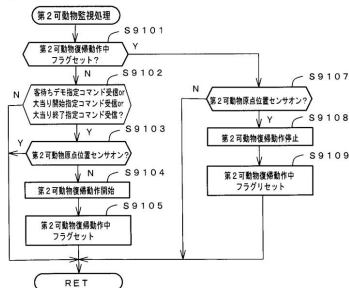 第2可動物監視処理
S9101
第2可動物復帰動作中
フラグセット？
Y
N
S9102
客待ちデモ指定コマンド受信or
大当り開始指定コマンド受信or
大当り終了指定コマンド受信？
N
Y
S9103
第2可動物原点位置センサオン？
Y
N
S9104
第2可動物復帰動作開始
S9105
第2可動物復帰動作中
フラグセット
S9107
第2可動物原点位置センサオン？
N
Y
S9108
第2可動物復帰動作停止
S9109
第2可動物復帰動作中
フラグリセット
RET